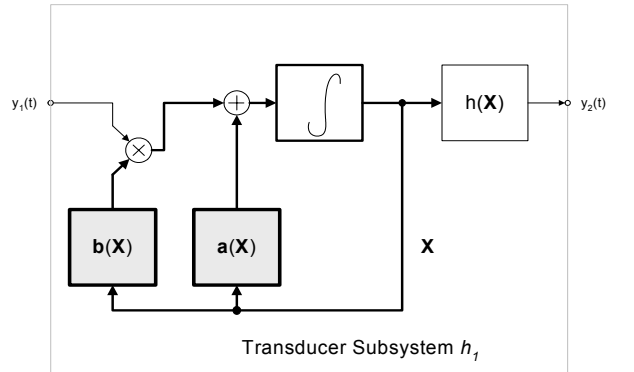 y1(t)
h(X)
y2(t)
b(X)
a(X)
X
Transducer Subsystem h1